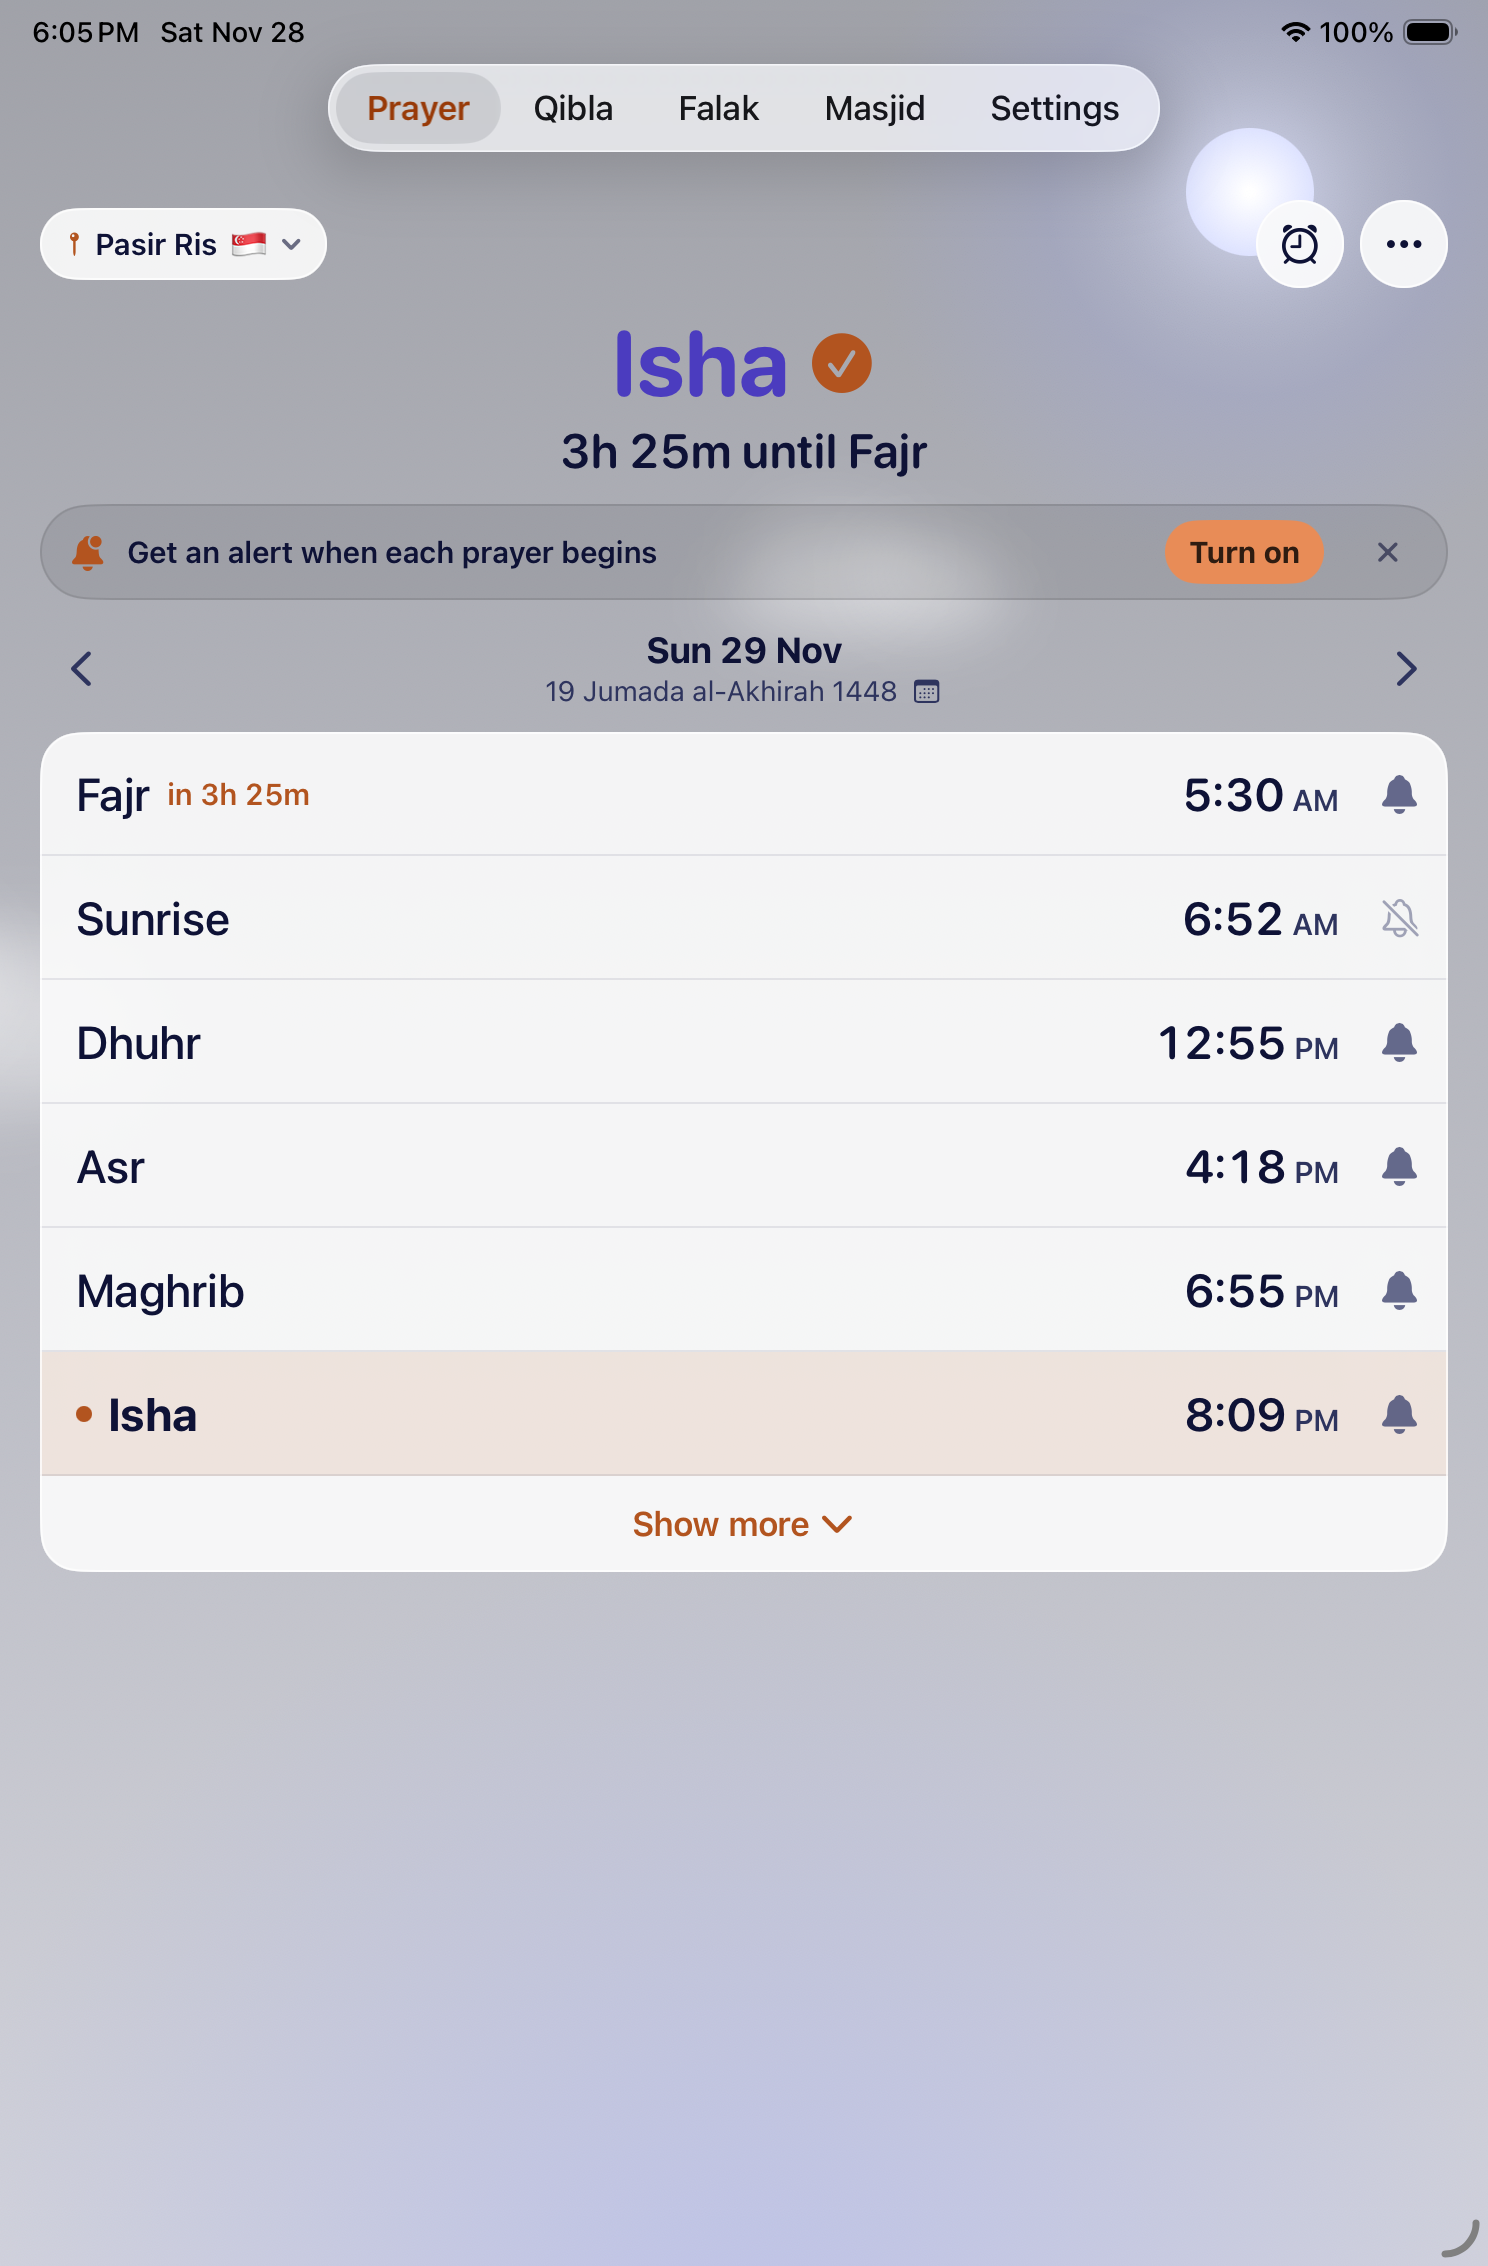 6:05 PM Sat Nov 28 100%
Prayer Qibla Falak Masjid Settings
Pasir Ris 🇸🇬
Isha
3h 25m until Fajr
Get an alert when each prayer begins Turn on
Sun 29 Nov
19 Jumada al-Akhirah 1448
Fajr in 3h 25m 5:30 AM
Sunrise 6:52 AM
Dhuhr 12:55 PM
Asr 4:18 PM
Maghrib 6:55 PM
Isha 8:09 PM
Show more